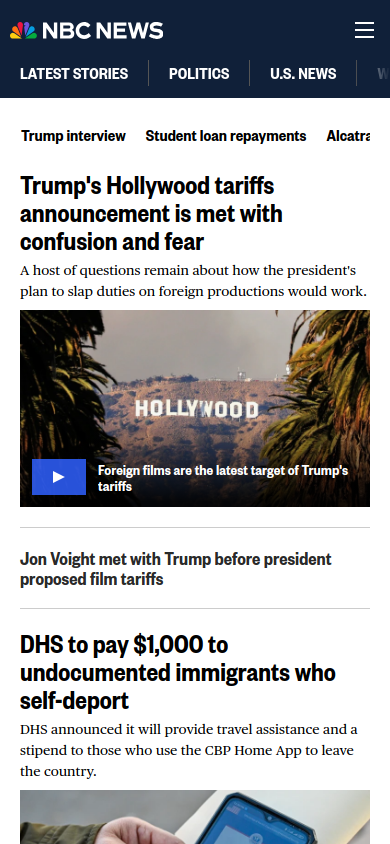 NBC NEWS
LATEST STORIES
POLITICS
U.S. NEWS
Trump interview
Student loan repayments
Trump's Hollywood tariffs
announcement is met with
confusion and fear
A host of questions remain about how the president's
plan to slap duties on foreign productions would work.
HOLLYWOOD
Foreign films are the latest target of Trump's
tariffs
Jon Voight met with Trump before president
proposed film tariffs
DHS to pay $1,000 to
undocumented immigrants who
self-deport
DHS announced it will provide travel assistance and a
stipend to those who use the CBP Home App to leave
the country.